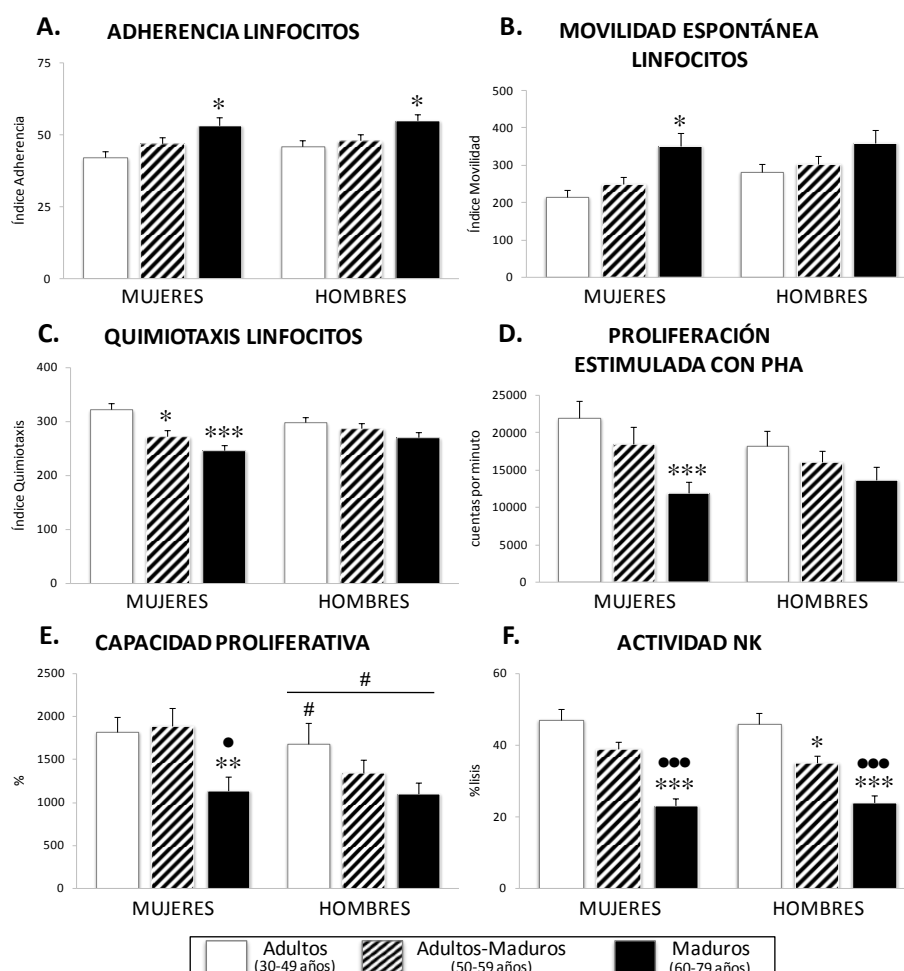 A. ADHERENCIA LINFOCITOS
75
50
25
0
Índice Adherencia
*
*
MUJERES HOMBRES
B. MOVILIDAD ESPONTÁNEA
LINFOCITOS
500
400
300
200
100
0
Índice Movilidad
*
MUJERES HOMBRES
C. QUIMIOTAXIS LINFOCITOS
400
300
200
100
0
Índice Quimiotaxis
*
***
MUJERES HOMBRES
D. PROLIFERACIÓN
ESTIMULADA CON PHA
25000
20000
15000
10000
5000
0
cuentas por minuto
***
MUJERES HOMBRES
E. CAPACIDAD PROLIFERATIVA
2500
2000
1500
1000
500
0
%
●
**
#
#
MUJERES HOMBRES
F. ACTIVIDAD NK
60
40
20
0
%lisis
●●●
***
*
●●●
***
MUJERES HOMBRES
Adultos Adultos-Maduros Maduros
(30-49 años) (50-59 años) (60-79 años)